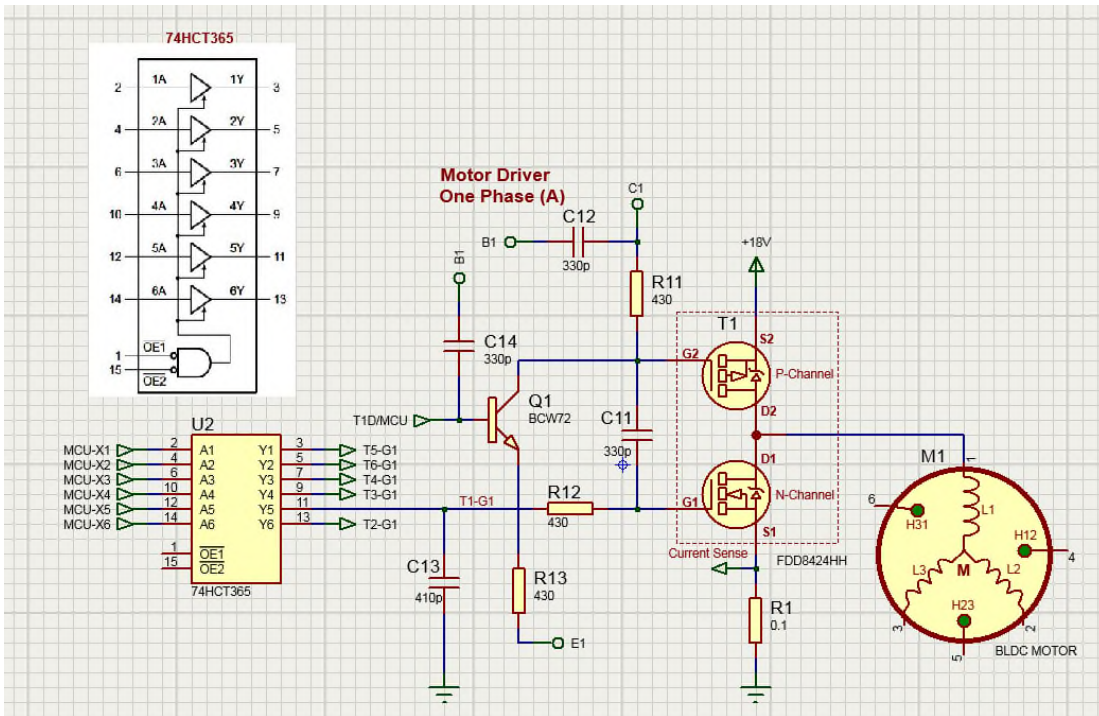 74HCT365
2 1A 1Y 3
4 2A 2Y 5
6 3A 3Y 7
10 4A 4Y 9
12 5A 5Y 11
14 6A 6Y 13
1 OE1
15 OE2
Motor Driver
One Phase (A)
C1
B1
C12
330p
B1
+18V
R11
430
T1
S2
G2
P-Channel
D2
C14
330p
Q1
BCW72
T1D/MCU
C11
330p
D1
N-Channel
G1
S1
FDD8424HH
Current Sense
R1
0.1
U2
MCU-X1 2 A1 Y1 3 T5-G1
MCU-X2 4 A2 Y2 5 T6-G1
MCU-X3 6 A3 Y3 7 T4-G1
MCU-X4 10 A4 Y4 9 T3-G1
MCU-X5 12 A5 Y5 11
MCU-X6 14 A6 Y6 13 T2-G1
1 OE1
15 OE2
74HCT365
T1-G1
R12
430
C13
410p
R13
430
E1
M1
1
6
H31
L1
H12
4
L3
M
L2
H23
3
2
5
BLDC MOTOR